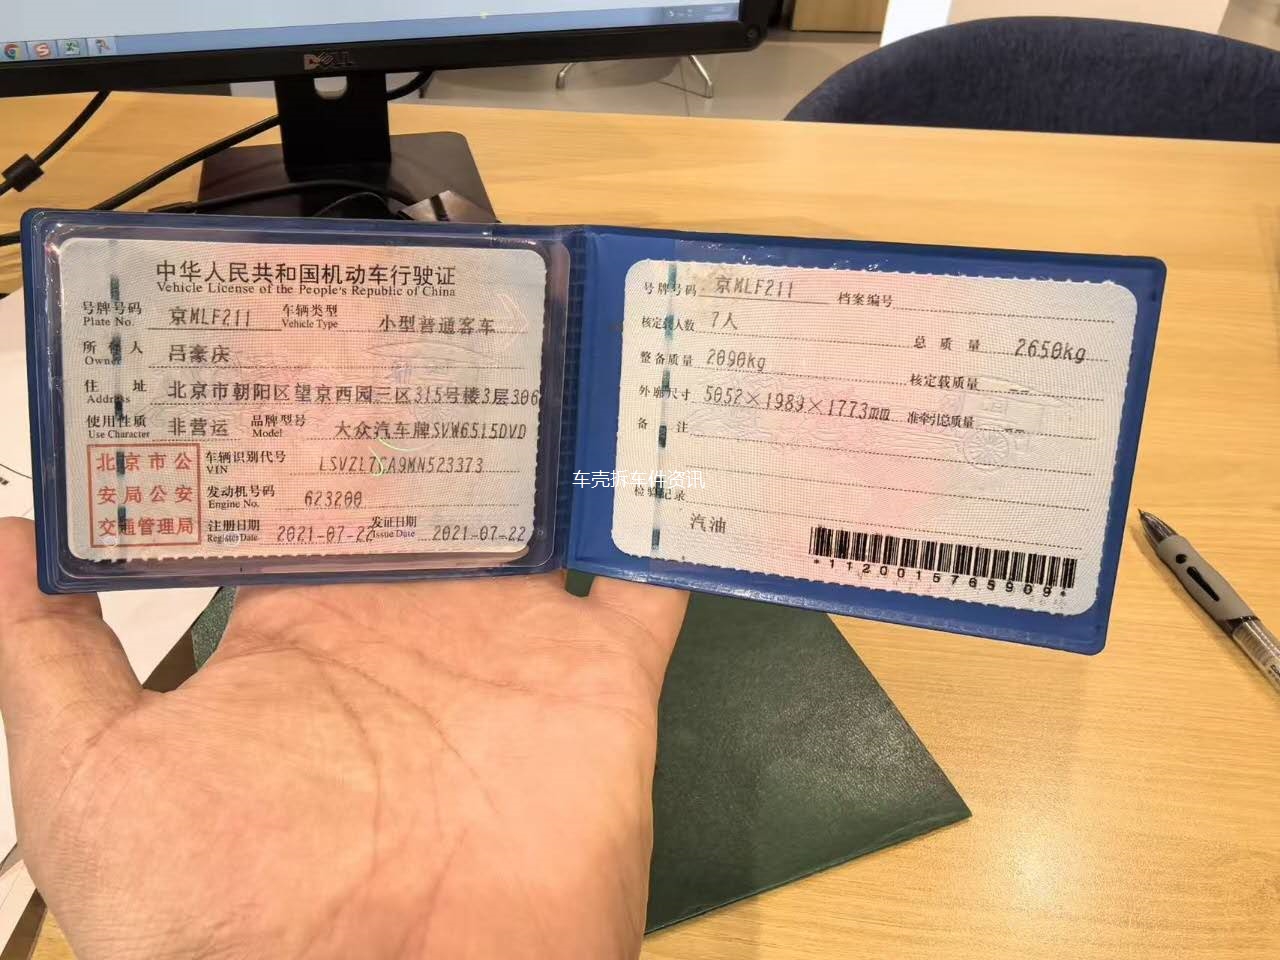 DELL
中华人民共和国机动车行驶证
Vehicle License of the People's Republic of China
号牌号码 京MLF211 车辆类型 小型普通客车
Plate No. Vehicle Type
所有人 吕豪庆
Owner
住址 北京市朝阳区望京西园三区315号楼3层306
Address
使用性质 非营运 品牌型号 大众汽车牌SVW6515DVD
Use Character Model
北京市公
安局公安
交通管理局
车辆识别代号
VIN
发动机号码 623200
Engine No.
注册日期 2021-07-22 发证日期 2021-07-22
Register Date Issue Date
号牌号码 京MLF211 档案编号
核定载人数 7人 总质量 2650kg
整备质量 2090kg 核定载质量 --
外廓尺寸 5052×1989×1773mm 准牵引总质量 --
备注
检验记录
汽油
*1120015765909*
车壳拆车件资讯